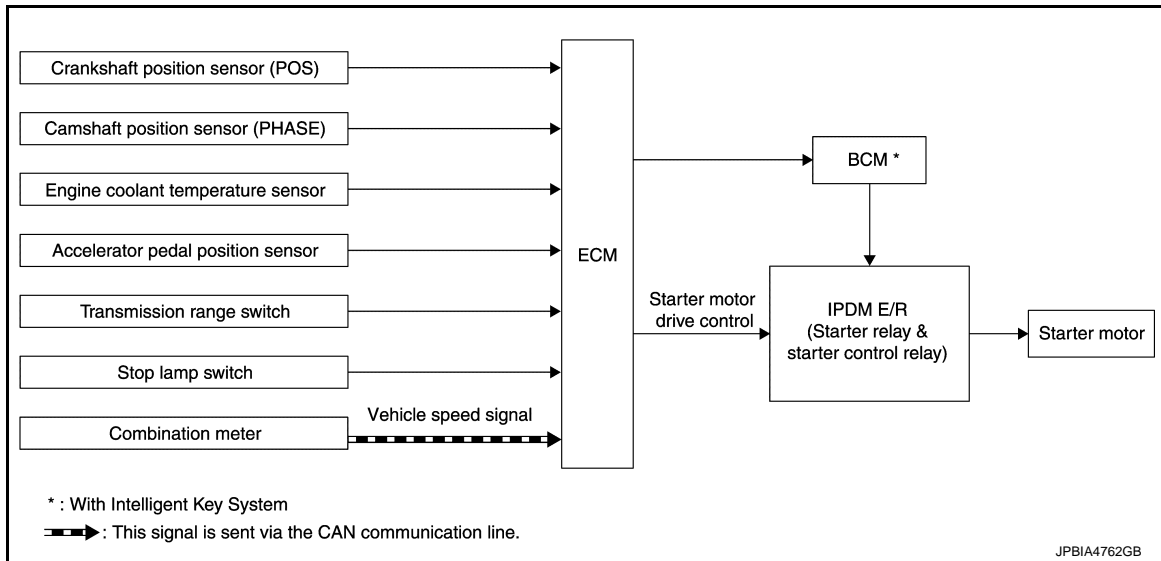 Crankshaft position sensor (POS)
Camshaft position sensor (PHASE)
Engine coolant temperature sensor
Accelerator pedal position sensor
Transmission range switch
Stop lamp switch
Combination meter
Vehicle speed signal
ECM
BCM *
Starter motor
drive control
IPDM E/R
(Starter relay &
starter control relay)
Starter motor
* : With Intelligent Key System
: This signal is sent via the CAN communication line.
JPBIA4762GB